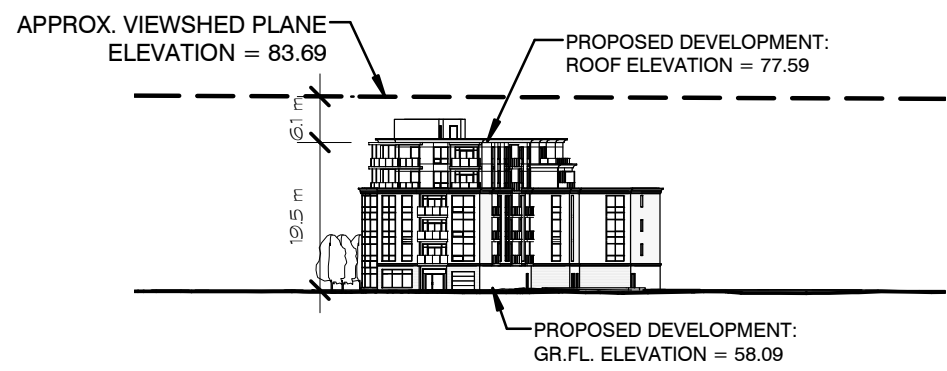 APPROX. VIEWSHED PLANE
ELEVATION = 83.69
PROPOSED DEVELOPMENT:
ROOF ELEVATION = 77.59
6.1 m
19.5 m
PROPOSED DEVELOPMENT:
GR.FL. ELEVATION = 58.09